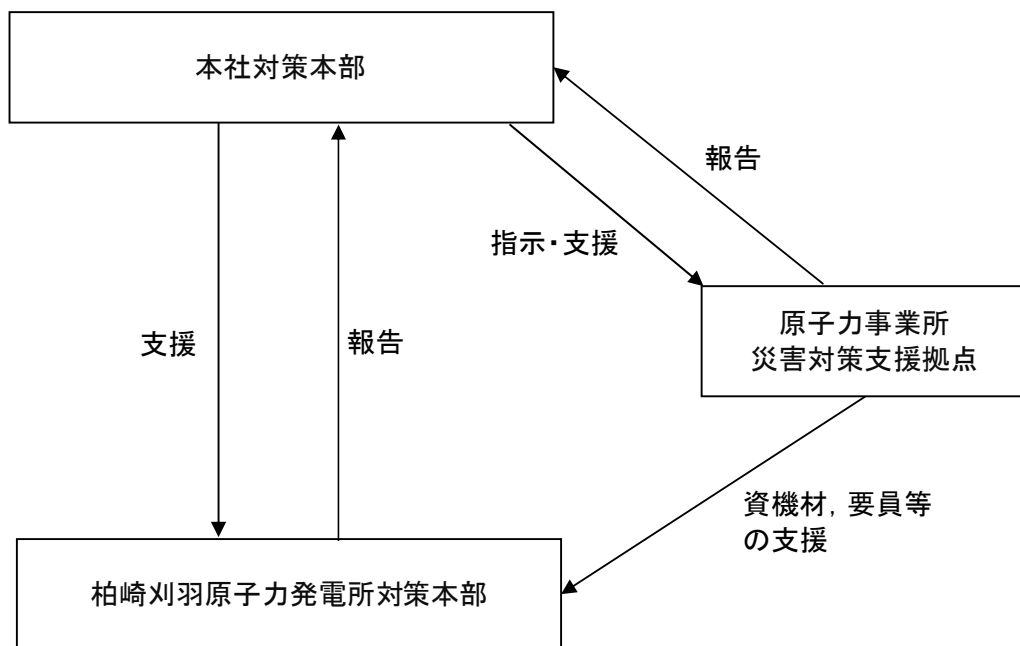 本社対策本部
報告
指示・支援
原子力事業所
災害対策支援拠点
支援
報告
資機材，要員等
の支援
柏崎刈羽原子力発電所対策本部